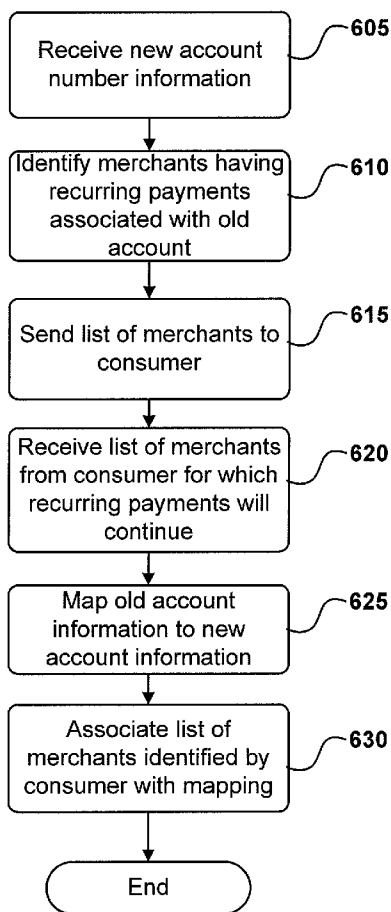 605
Receive new account
number information
610
Identify merchants having
recurring payments
associated with old
account
615
Send list of merchants to
consumer
620
Receive list of merchants
from consumer for which
recurring payments will
continue
625
Map old account
information to new
account information
630
Associate list of
merchants identified by
consumer with mapping
End